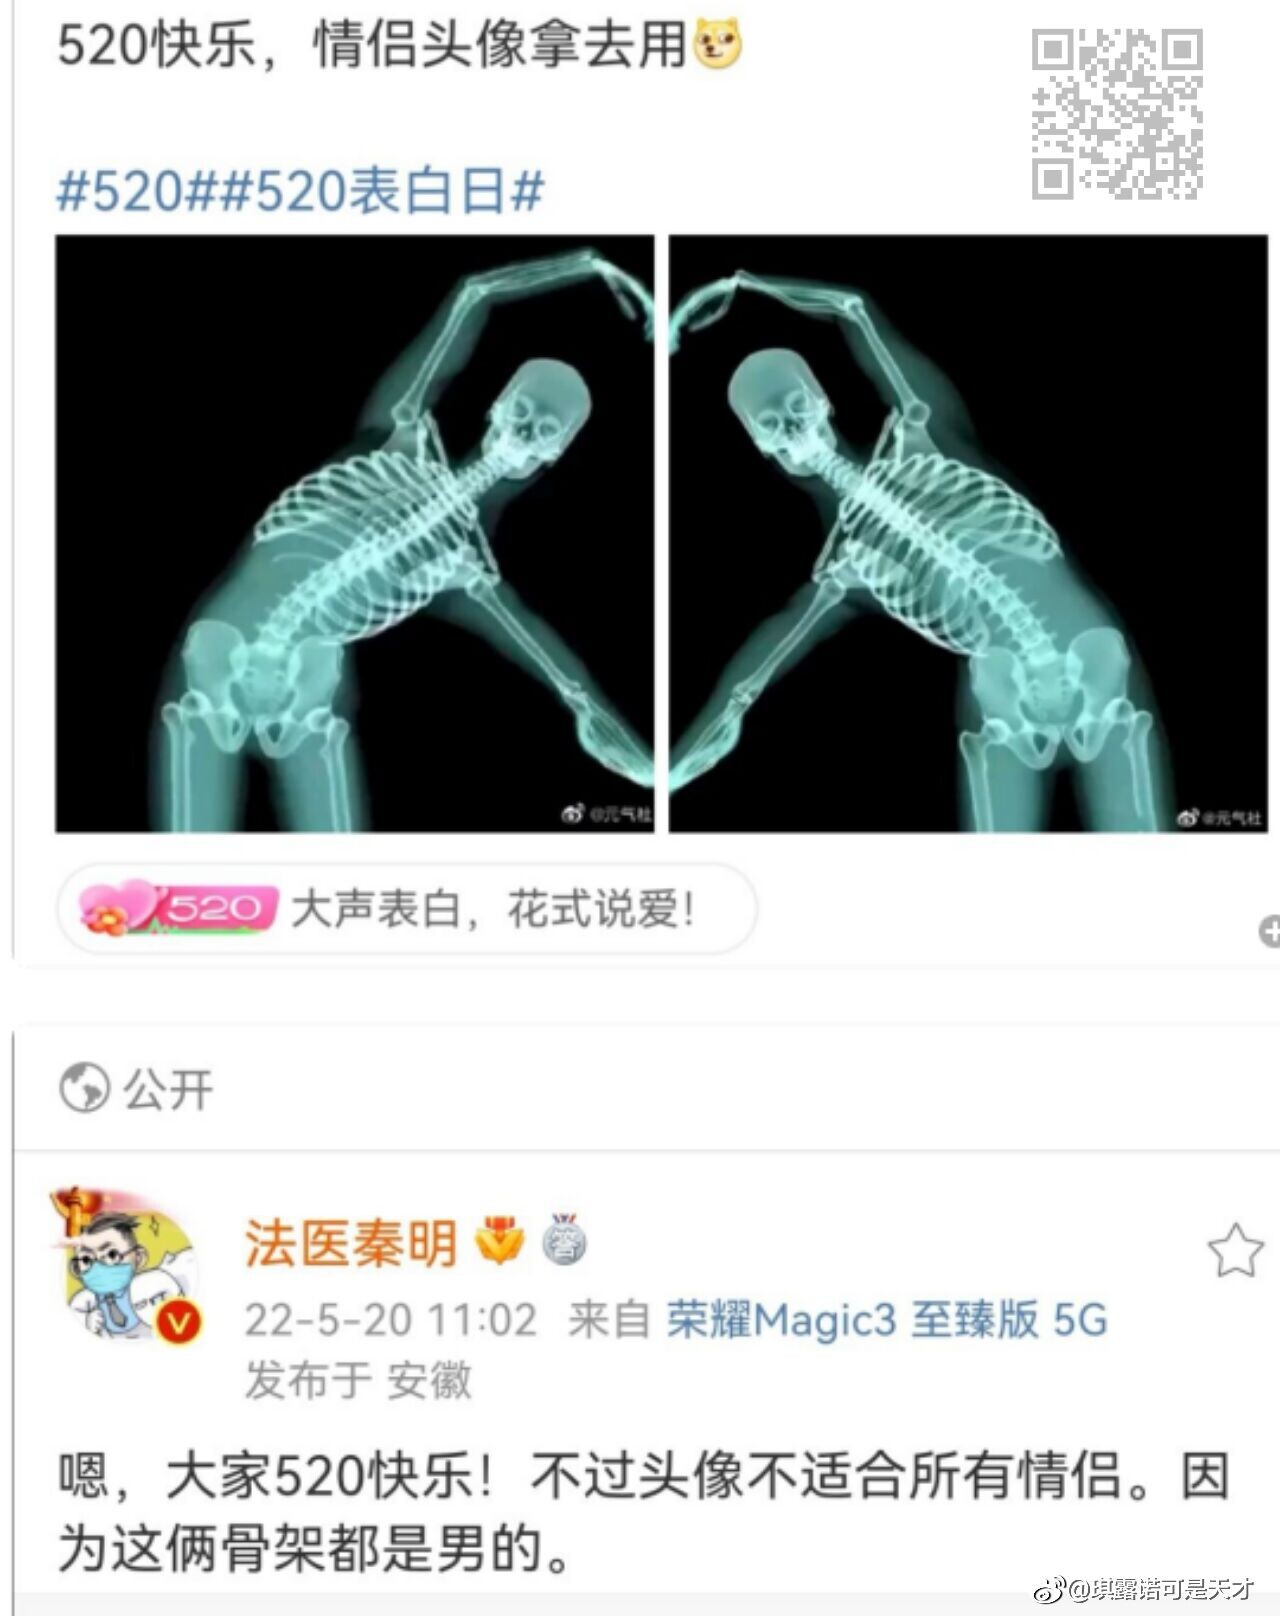 520快乐，情侣头像拿去用
#520##520表白日#
@元气社
@元气社
520 大声表白，花式说爱！
公开
法医秦明 答
V
22-5-20 11:02 来自 荣耀Magic3 至臻版 5G
发布于 安徽
嗯，大家520快乐！不过头像不适合所有情侣。因
为这俩骨架都是男的。
@琪露诺可是天才